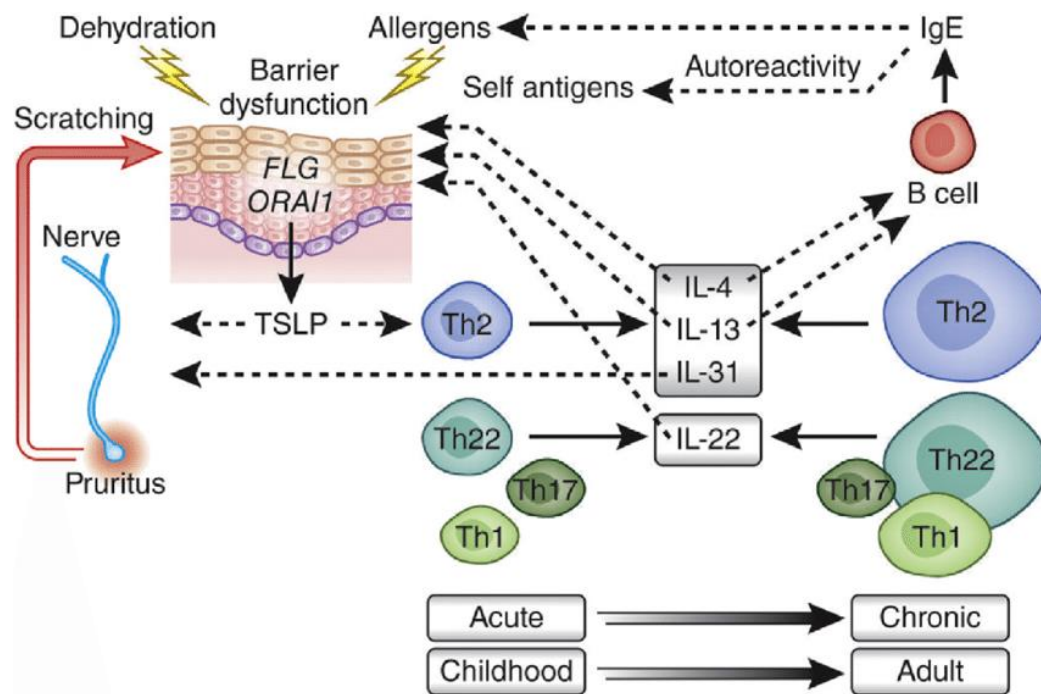 Dehydration
Allergens
IgE
Barrier
dysfunction
Self antigens
Autoreactivity
Scratching
FLG
ORAI1
B cell
Nerve
TSLP
Th2
IL-4
IL-13
IL-31
Th2
Th22
IL-22
Th22
Th17
Th17
Th1
Th1
Pruritus
Acute
Chronic
Childhood
Adult